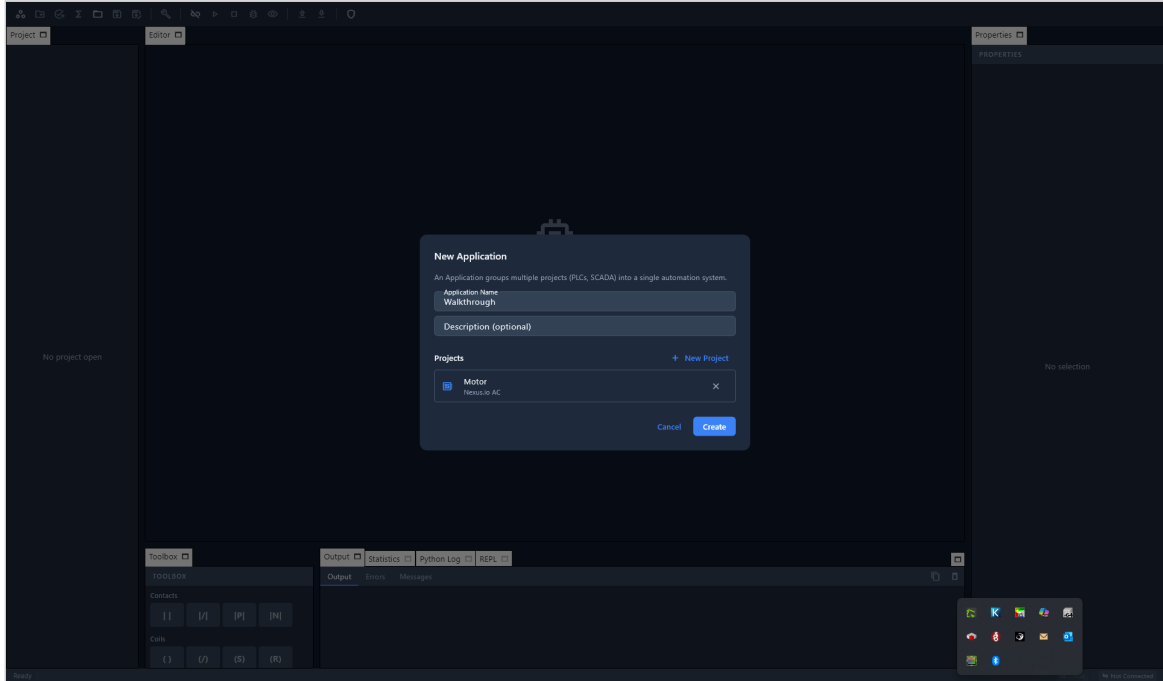 Project
Editor
Properties
PROPERTIES
No project open
No selection
New Application
An Application groups multiple projects (PLCs, SCADA) into a single automation system.
Application Name
Walkthrough
Description (optional)
Projects
+ New Project
Motor
Nexus.io AC
Cancel
Create
Toolbox
TOOLBOX
Contacts
| | |/| |P| |N|
Coils
( ) (/) (S) (R)
Output Statistics Python Log REPL
Output Errors Messages
Ready
Not Connected